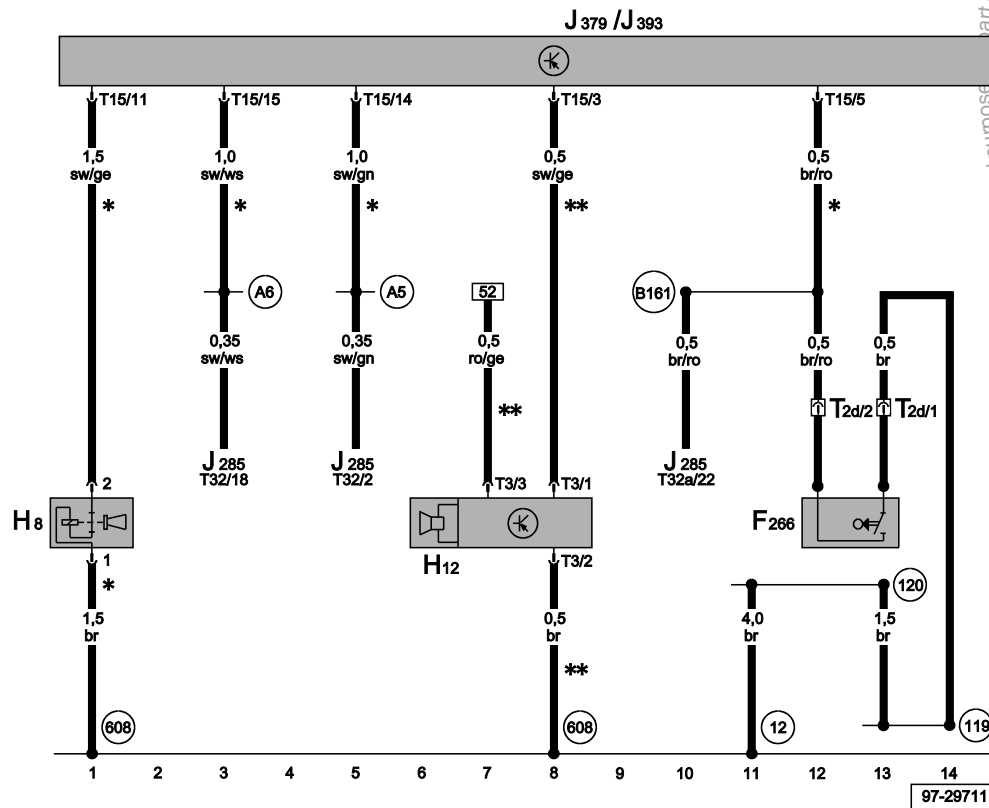 J 379 /J 393
T15/11 T15/15 T15/14 T15/3 T15/5
1,5 1,0 1,0 0,5 0,5
sw/ge sw/ws sw/gn sw/ge br/ro
* * * ** *
A6 A5 52 B161
0,35 0,35 0,5 0,5 0,5 0,5
sw/ws sw/gn ro/ge br/ro br/ro br
** T2d/2 T2d/1
J 285 J 285 J 285
T32/18 T32/2 T32a/22
2 T3/3 T3/1
H 8 F 266
1 H 12 T3/2
* 120
1,5 0,5 4,0 1,5
br br br br
**
608 608 12 119
1 2 3 4 5 6 7 8 9 10 11 12 13 14
97-29711